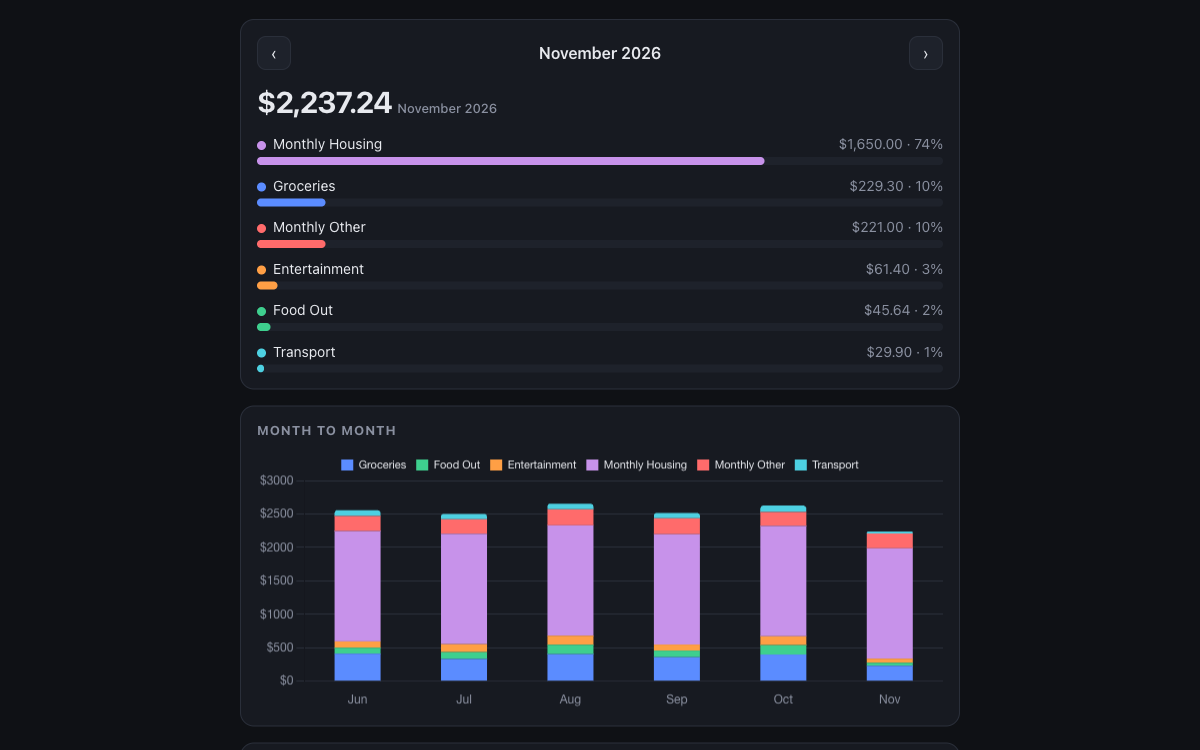 ‹ November 2026 ›
$2,237.24 November 2026
Monthly Housing $1,650.00 · 74%
Groceries $229.30 · 10%
Monthly Other $221.00 · 10%
Entertainment $61.40 · 3%
Food Out $45.64 · 2%
Transport $29.90 · 1%
MONTH TO MONTH
Groceries Food Out Entertainment Monthly Housing Monthly Other Transport
$3000
$2500
$2000
$1500
$1000
$500
$0
Jun Jul Aug Sep Oct Nov